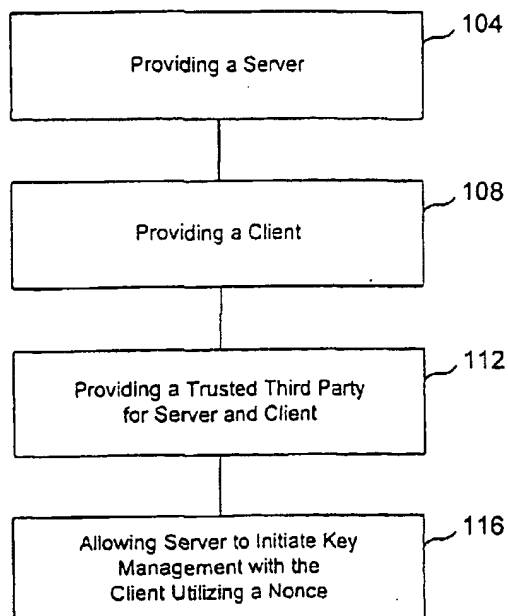 104
Providing a Server
108
Providing a Client
112
Providing a Trusted Third Party
for Server and Client
116
Allowing Server to Initiate Key
Management with the
Client Utilizing a Nonce